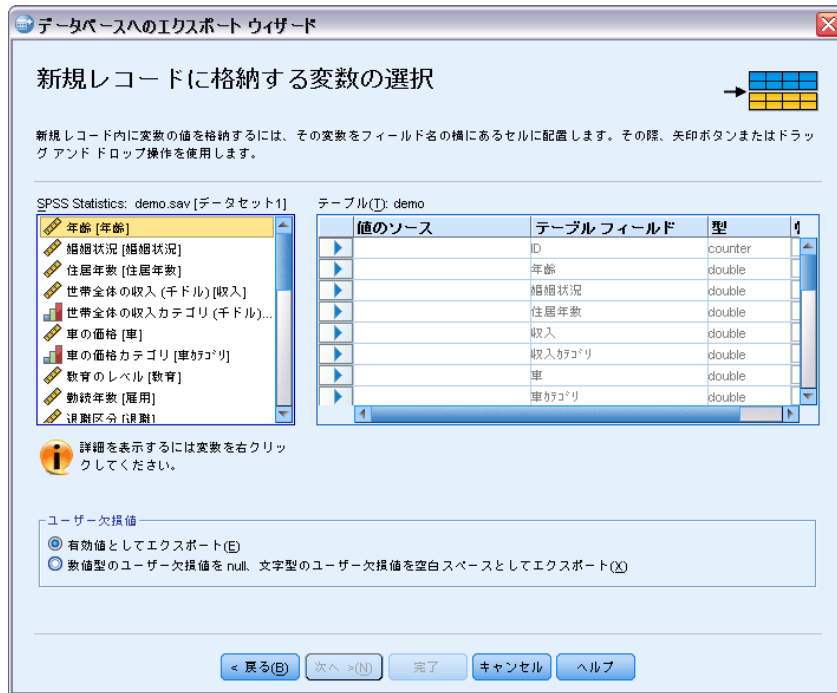 データベースへのエクスポート ウィザード
新規レコードに格納する変数の選択
新規レコード内に変数の値を格納するには、その変数をフィールド名の横にあるセルに配置します。その際、矢印ボタンまたはドラッ
グ アンド ドロップ操作を使用します。
SPSS Statistics: demo.sav [データセット1]
年齢 [年齢]
婚姻状況 [婚姻状況]
住居年数 [住居年数]
世帯全体の収入 (千ドル) [収入]
世帯全体の収入カテゴリ (千ドル)...
車の価格 [車]
車の価格カテゴリ [車ｶﾃｺﾞﾘ]
教育のレベル [教育]
勤続年数 [雇用]
退職区分 [退職]
テーブル(T): demo
値のソース テーブル フィールド 型
ID counter
年齢 double
婚姻状況 double
住居年数 double
収入 double
収入ｶﾃｺﾞﾘ double
車 double
車ｶﾃｺﾞﾘ double
詳細を表示するには変数を右クリッ
クしてください。
ユーザー欠損値
有効値としてエクスポート(E)
数値型のユーザー欠損値を null、文字型のユーザー欠損値を空白スペースとしてエクスポート(X)
< 戻る(B) 次へ >(N) 完了 キャンセル ヘルプ